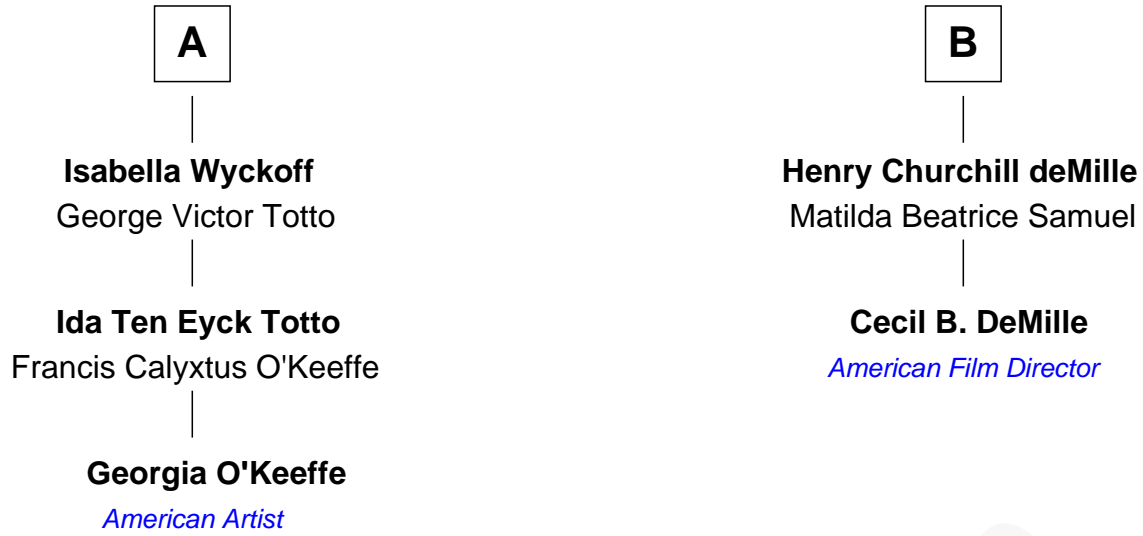 A
Isabella Wyckoff
George Victor Totto
Ida Ten Eyck Totto
Francis Calyxtus O'Keeffe
Georgia O'Keeffe
American Artist
B
Henry Churchill deMille
Matilda Beatrice Samuel
Cecil B. DeMille
American Film Director